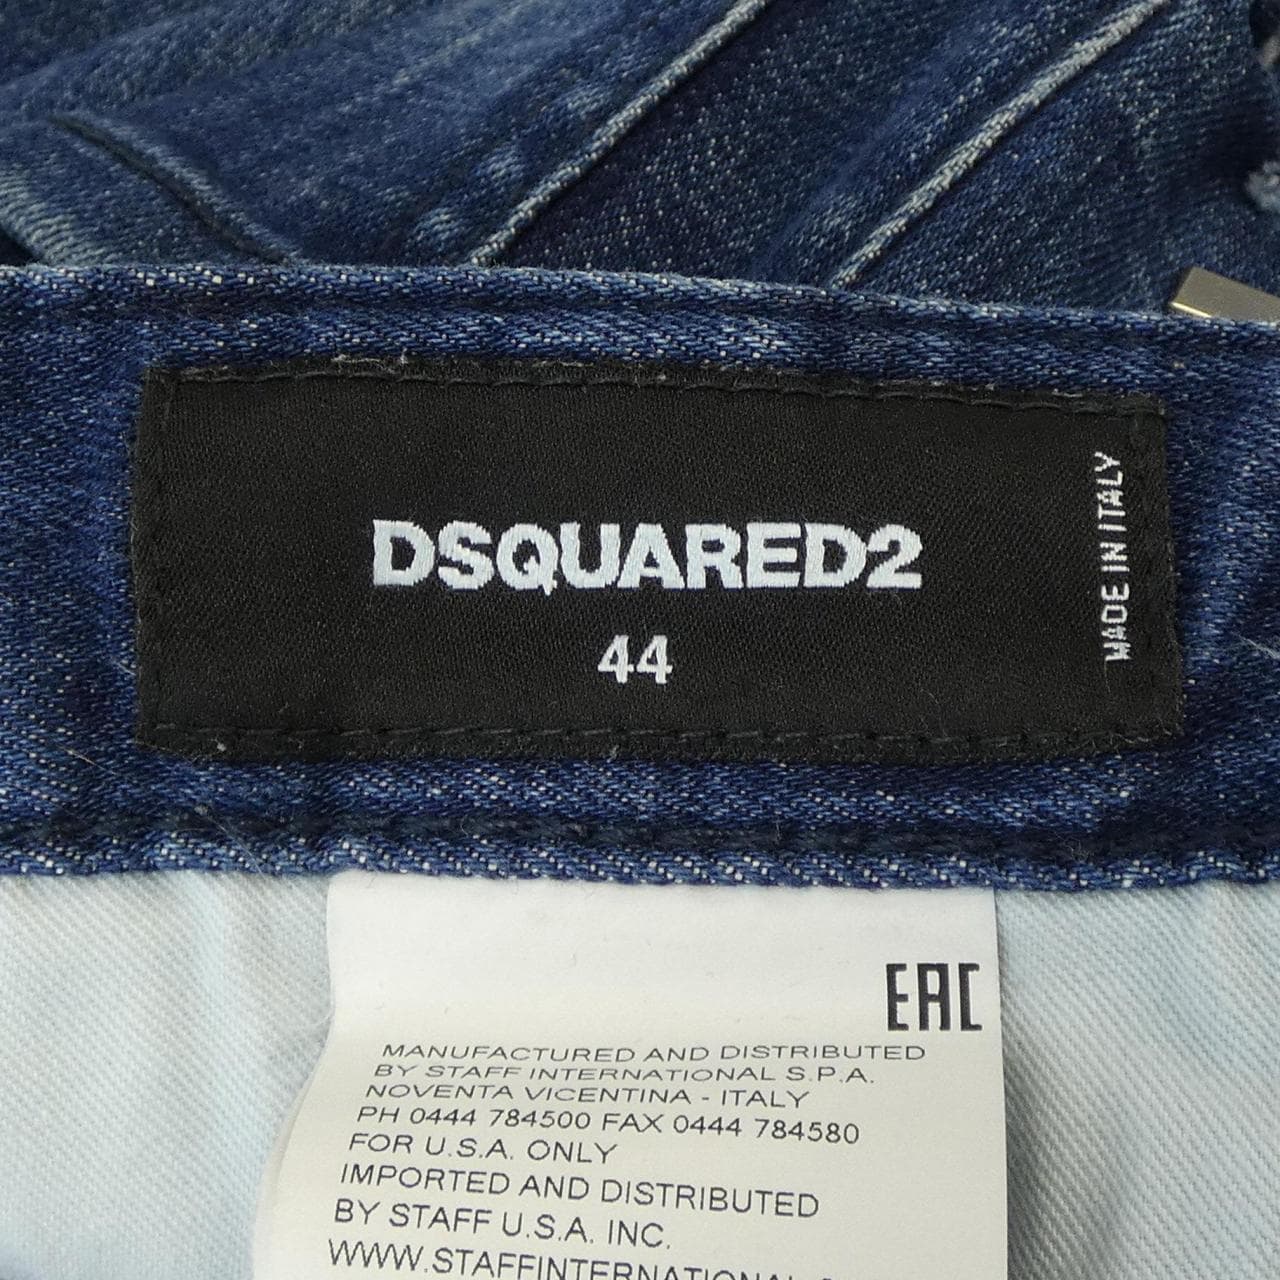 DSQUARED2
44
MADE IN ITALY
EAC
MANUFACTURED AND DISTRIBUTED
BY STAFF INTERNATIONAL S.P.A.
NOVENTA VICENTINA - ITALY
PH 0444 784500 FAX 0444 784580
FOR U.S.A. ONLY
IMPORTED AND DISTRIBUTED
BY STAFF U.S.A. INC.